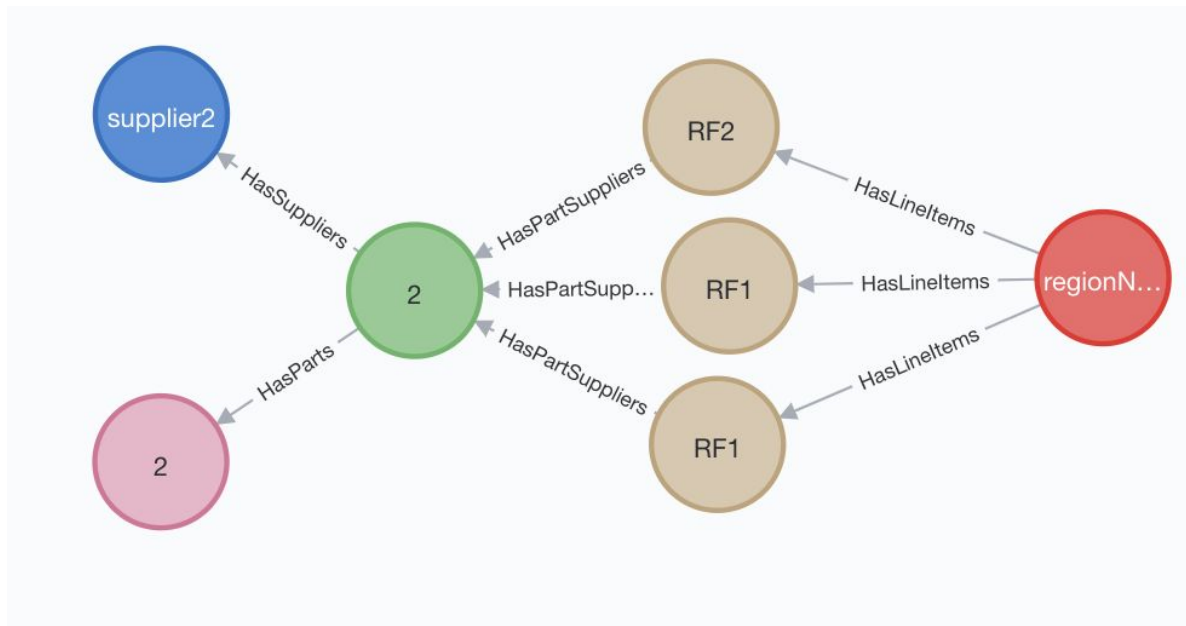 supplier2
RF2
HasLineItems
HasPartSuppliers
HasSuppliers
regionN...
HasLineItems
RF1
HasPartSupp...
2
HasLineItems
HasPartSuppliers
HasParts
RF1
2